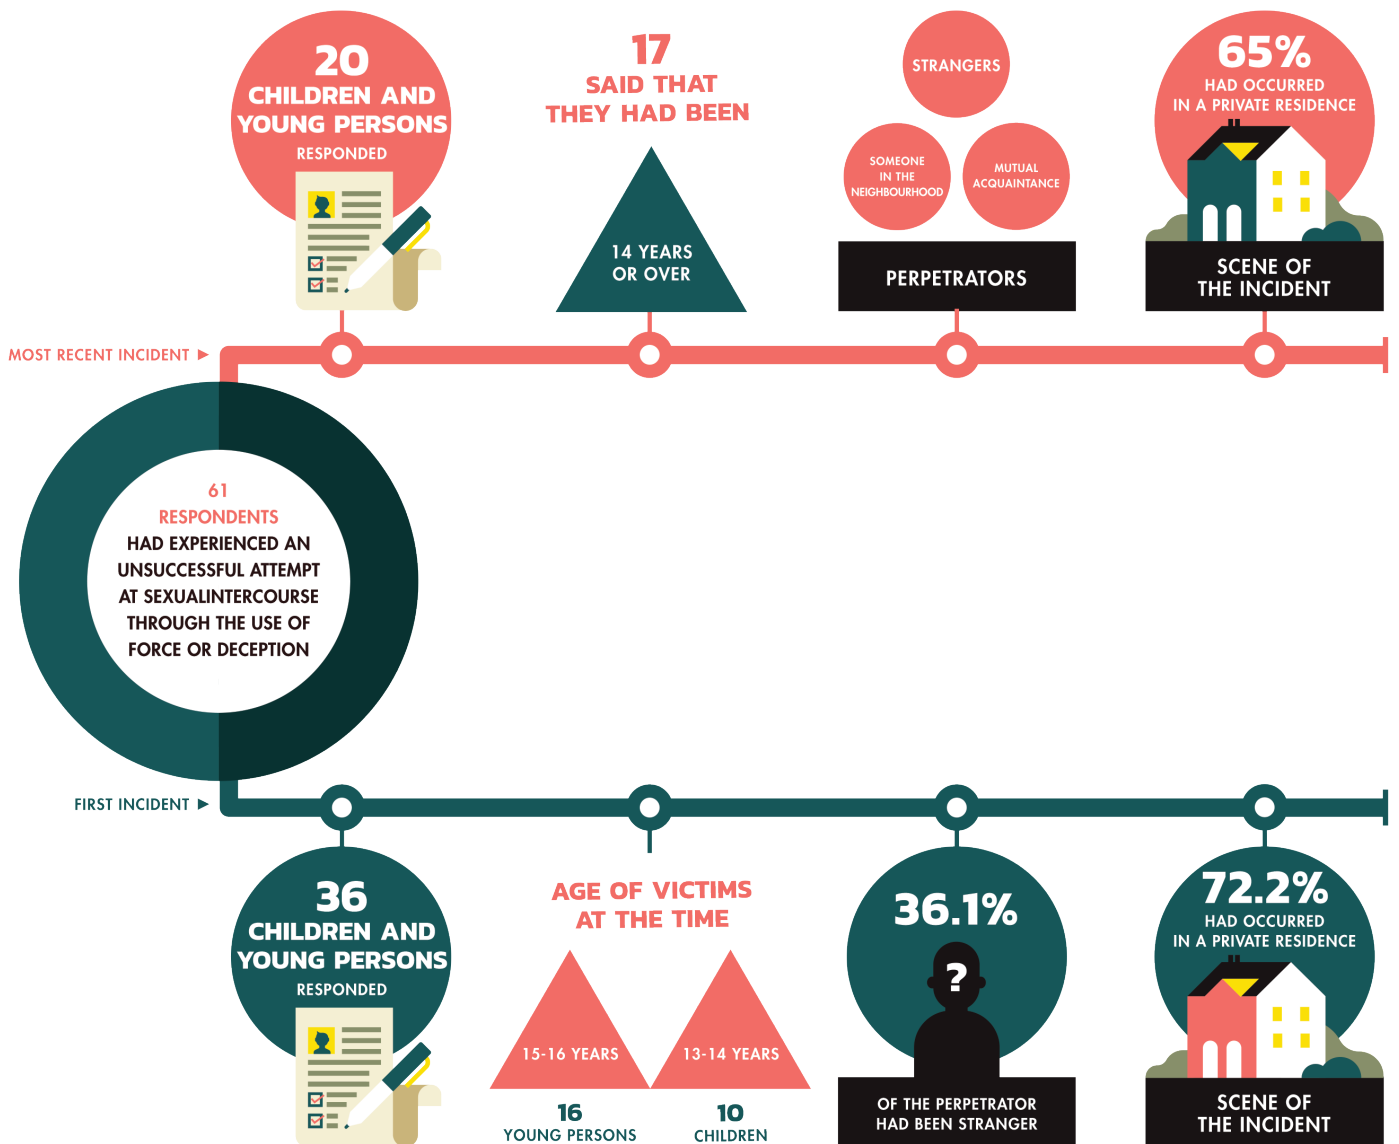 20
CHILDREN AND
YOUNG PERSONS
RESPONDED
17
SAID THAT
THEY HAD BEEN
14 YEARS
OR OVER
STRANGERS
SOMEONE
IN THE
NEIGHBOURHOOD
MUTUAL
ACQUAINTANCE
PERPETRATORS
65%
HAD OCCURRED
IN A PRIVATE RESIDENCE
SCENE OF
THE INCIDENT
MOST RECENT INCIDENT ►
61
RESPONDENTS
HAD EXPERIENCED AN
UNSUCCESSFUL ATTEMPT
AT SEXUALINTERCOURSE
THROUGH THE USE OF
FORCE OR DECEPTION
FIRST INCIDENT ►
36
CHILDREN AND
YOUNG PERSONS
RESPONDED
AGE OF VICTIMS
AT THE TIME
15-16 YEARS
16
YOUNG PERSONS
13-14 YEARS
10
CHILDREN
36.1%
?
OF THE PERPETRATOR
HAD BEEN STRANGER
72.2%
HAD OCCURRED
IN A PRIVATE RESIDENCE
SCENE OF
THE INCIDENT